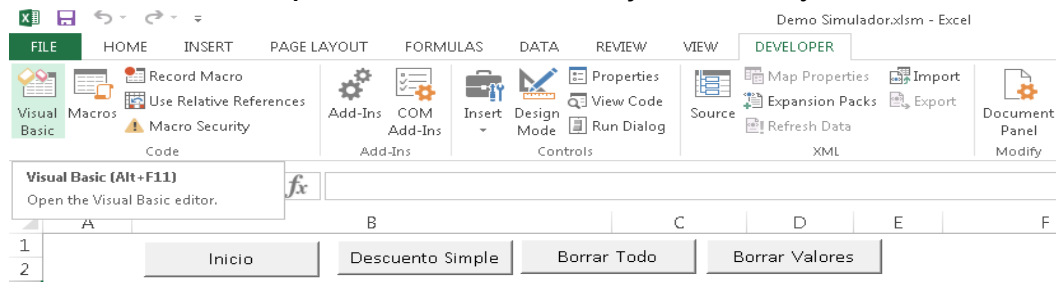 Demo Simulador.xlsm - Excel
FILE HOME INSERT PAGE LAYOUT FORMULAS DATA REVIEW VIEW DEVELOPER
Visual Basic
Macros
Record Macro
Use Relative References
Macro Security
Code
Add-Ins
COM Add-Ins
Add-Ins
Insert
Design Mode
Properties
View Code
Run Dialog
Controls
Source
Map Properties
Expansion Packs
Refresh Data
Import
Export
XML
Document Panel
Modify
Visual Basic (Alt+F11)
Open the Visual Basic editor.
fx
A B C D E F
1
2
Inicio Descuento Simple Borrar Todo Borrar Valores